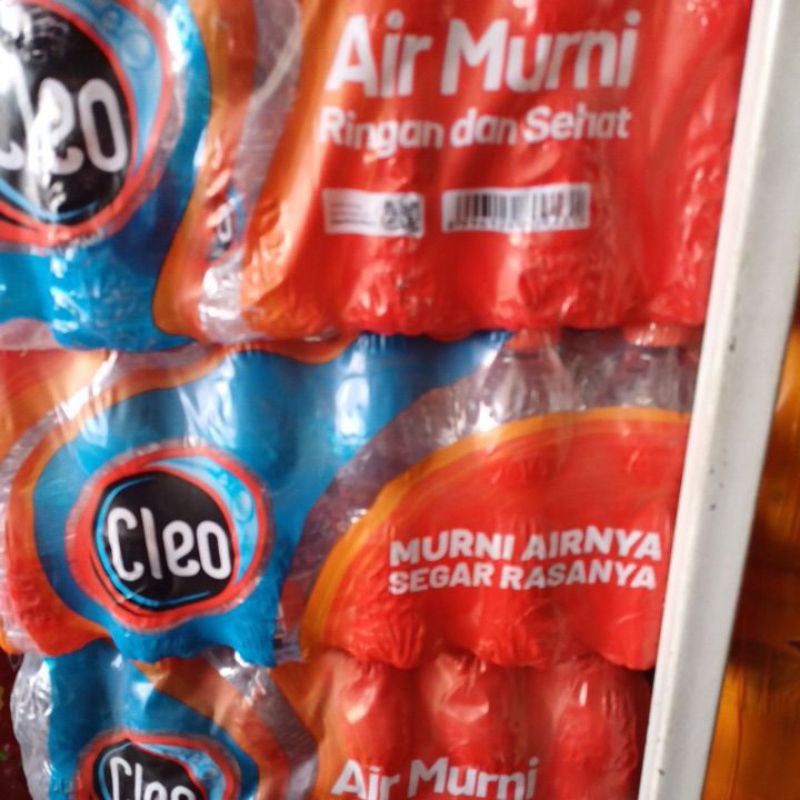 Cleo
Air Murni
Ringan dan Sehat
Cleo
MURNI AIRNYA
SEGAR RASANYA
Cleo
Air Murni